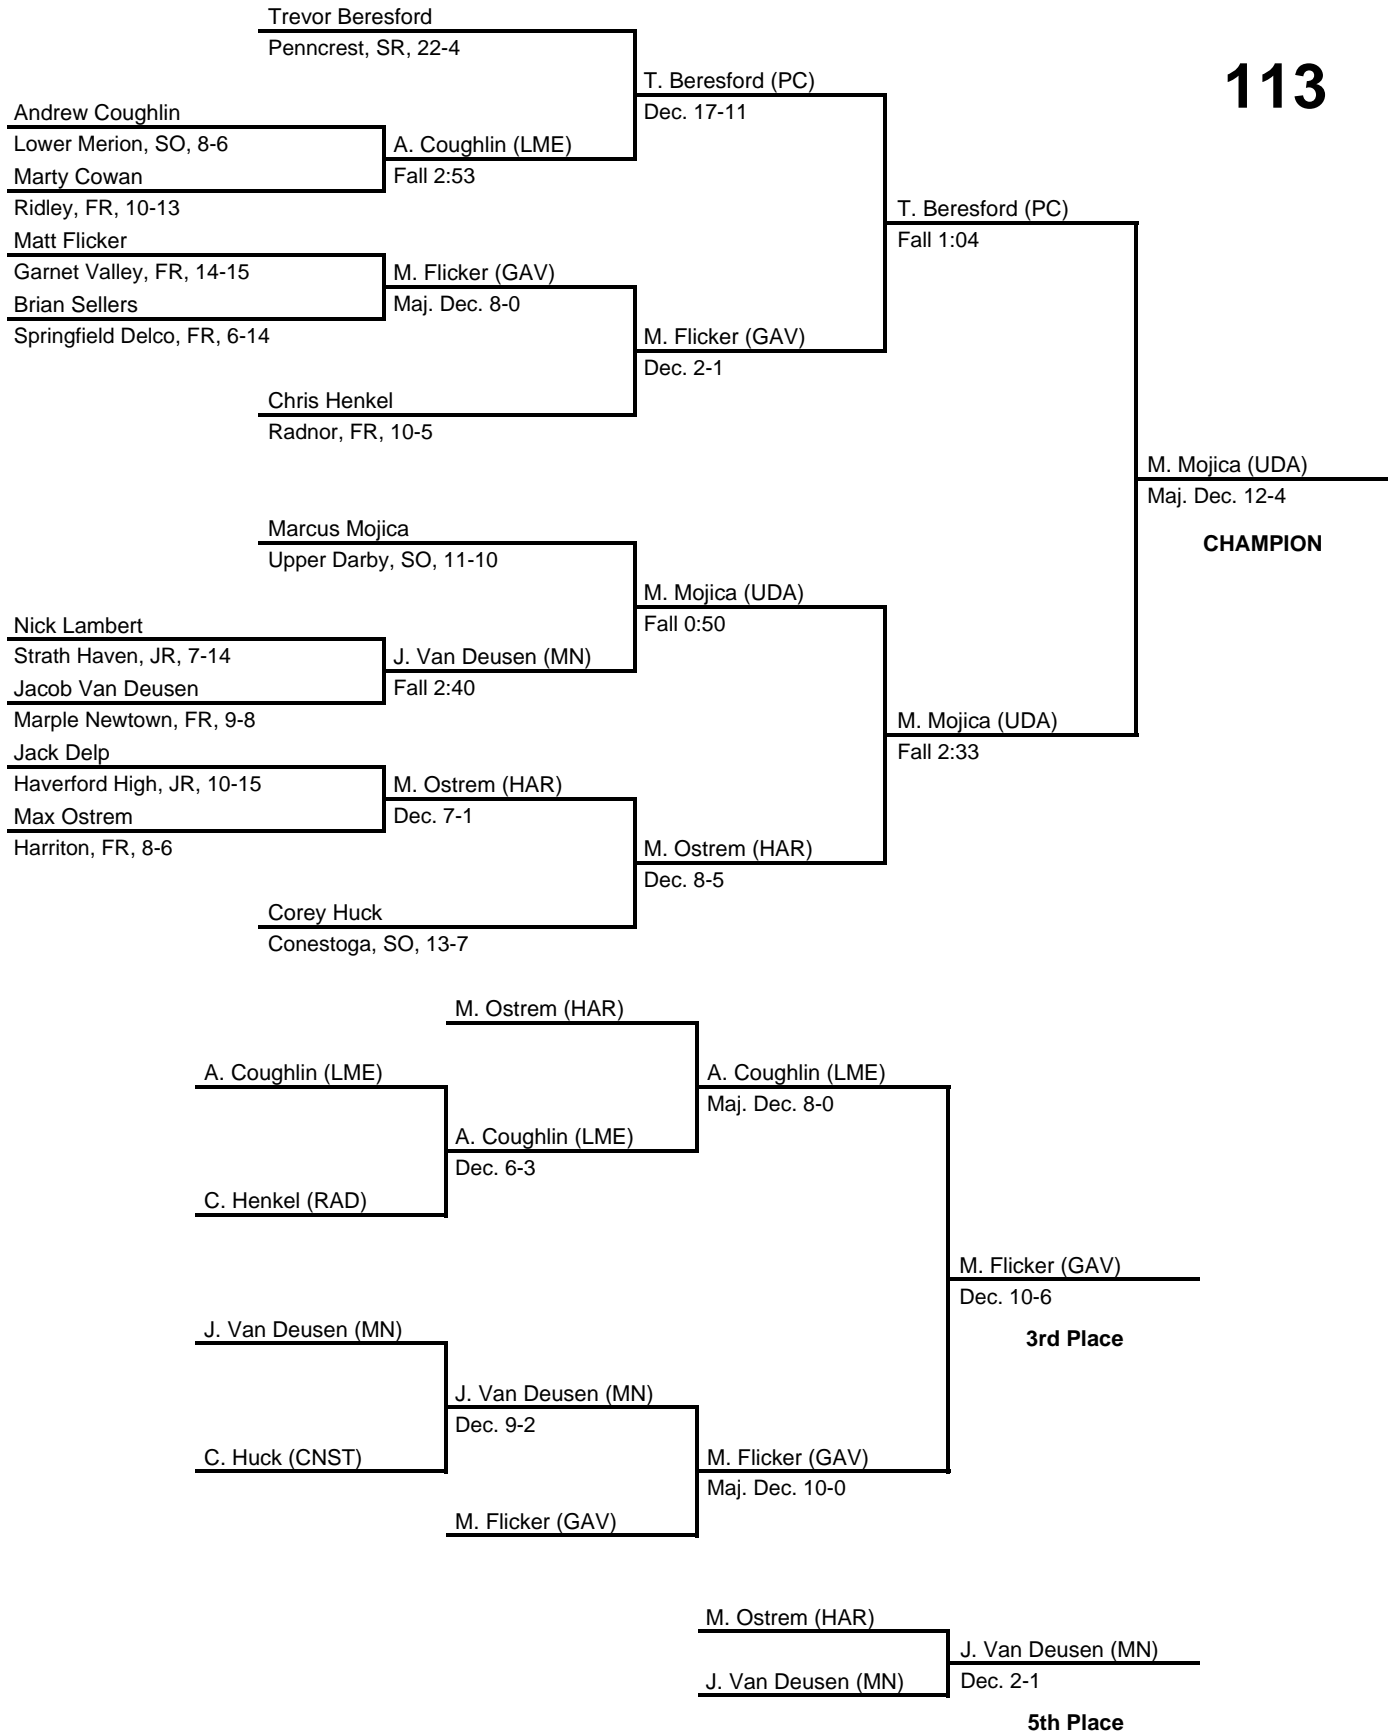 Trevor Beresford
Penncrest, SR, 22-4
113
T. Beresford (PC)
Dec. 17-11
Andrew Coughlin
Lower Merion, SO, 8-6
A. Coughlin (LME)
Fall 2:53
Marty Cowan
Ridley, FR, 10-13
T. Beresford (PC)
Fall 1:04
Matt Flicker
Garnet Valley, FR, 14-15
M. Flicker (GAV)
Maj. Dec. 8-0
Brian Sellers
Springfield Delco, FR, 6-14
M. Flicker (GAV)
Dec. 2-1
Chris Henkel
Radnor, FR, 10-5
M. Mojica (UDA)
Maj. Dec. 12-4
CHAMPION
Marcus Mojica
Upper Darby, SO, 11-10
M. Mojica (UDA)
Fall 0:50
Nick Lambert
Strath Haven, JR, 7-14
J. Van Deusen (MN)
Fall 2:40
Jacob Van Deusen
Marple Newtown, FR, 9-8
M. Mojica (UDA)
Fall 2:33
Jack Delp
Haverford High, JR, 10-15
M. Ostrem (HAR)
Dec. 7-1
Max Ostrem
Harriton, FR, 8-6
M. Ostrem (HAR)
Dec. 8-5
Corey Huck
Conestoga, SO, 13-7
M. Ostrem (HAR)
A. Coughlin (LME)
A. Coughlin (LME)
Maj. Dec. 8-0
A. Coughlin (LME)
Dec. 6-3
C. Henkel (RAD)
M. Flicker (GAV)
Dec. 10-6
3rd Place
J. Van Deusen (MN)
J. Van Deusen (MN)
Dec. 9-2
C. Huck (CNST)
M. Flicker (GAV)
Maj. Dec. 10-0
M. Flicker (GAV)
M. Ostrem (HAR)
J. Van Deusen (MN)
J. Van Deusen (MN)
Dec. 2-1
5th Place